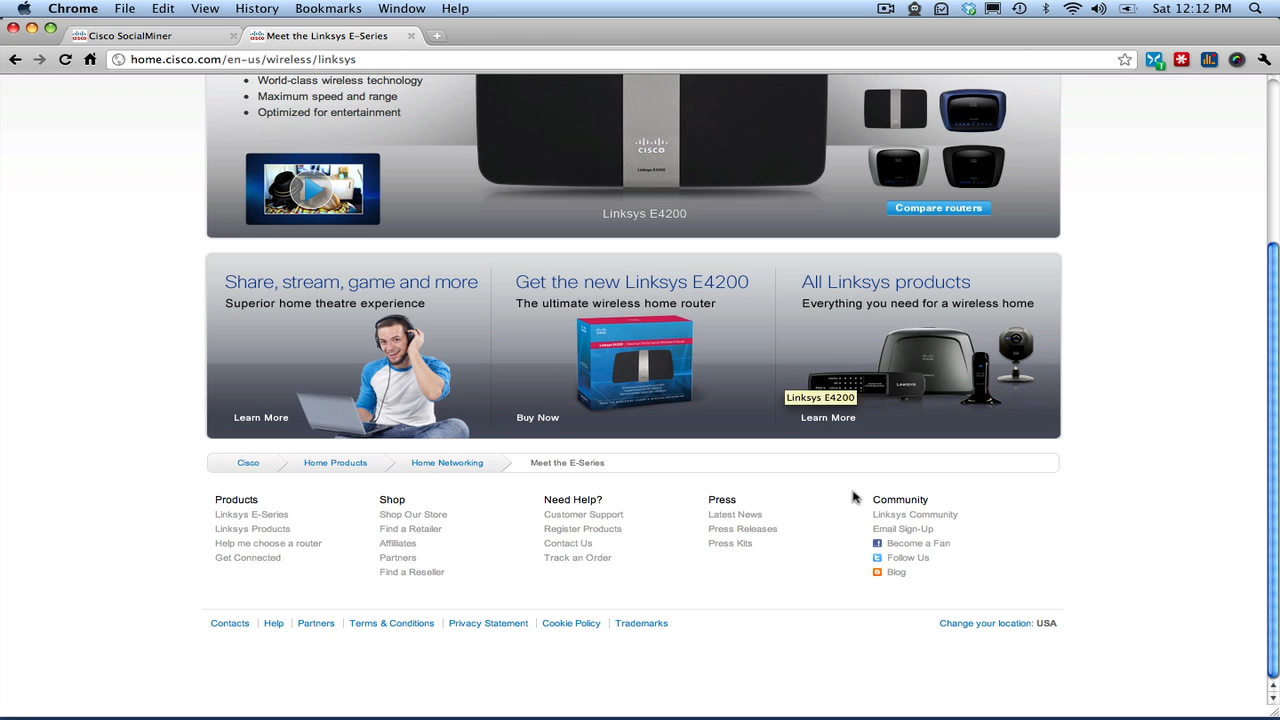 Chrome File Edit View History Bookmarks Window Help Sat 12:12 PM
Cisco SocialMiner Meet the Linksys E-Series
home.cisco.com/en-us/wireless/linksys
World-class wireless technology
Maximum speed and range
Optimized for entertainment
CISCO
Linksys E4200
Linksys E4200
Compare routers
Share, stream, game and more
Superior home theatre experience
Learn More
Get the new Linksys E4200
The ultimate wireless home router
Buy Now
All Linksys products
Everything you need for a wireless home
Linksys E4200
Learn More
Cisco Home Products Home Networking Meet the E-Series
Products
Linksys E-Series
Linksys Products
Help me choose a router
Get Connected
Shop
Shop Our Store
Find a Retailer
Affiliates
Partners
Find a Reseller
Need Help?
Customer Support
Register Products
Contact Us
Track an Order
Press
Latest News
Press Releases
Press Kits
Community
Linksys Community
Email Sign-Up
Become a Fan
Follow Us
Blog
Contacts Help Partners Terms & Conditions Privacy Statement Cookie Policy Trademarks Change your location: USA